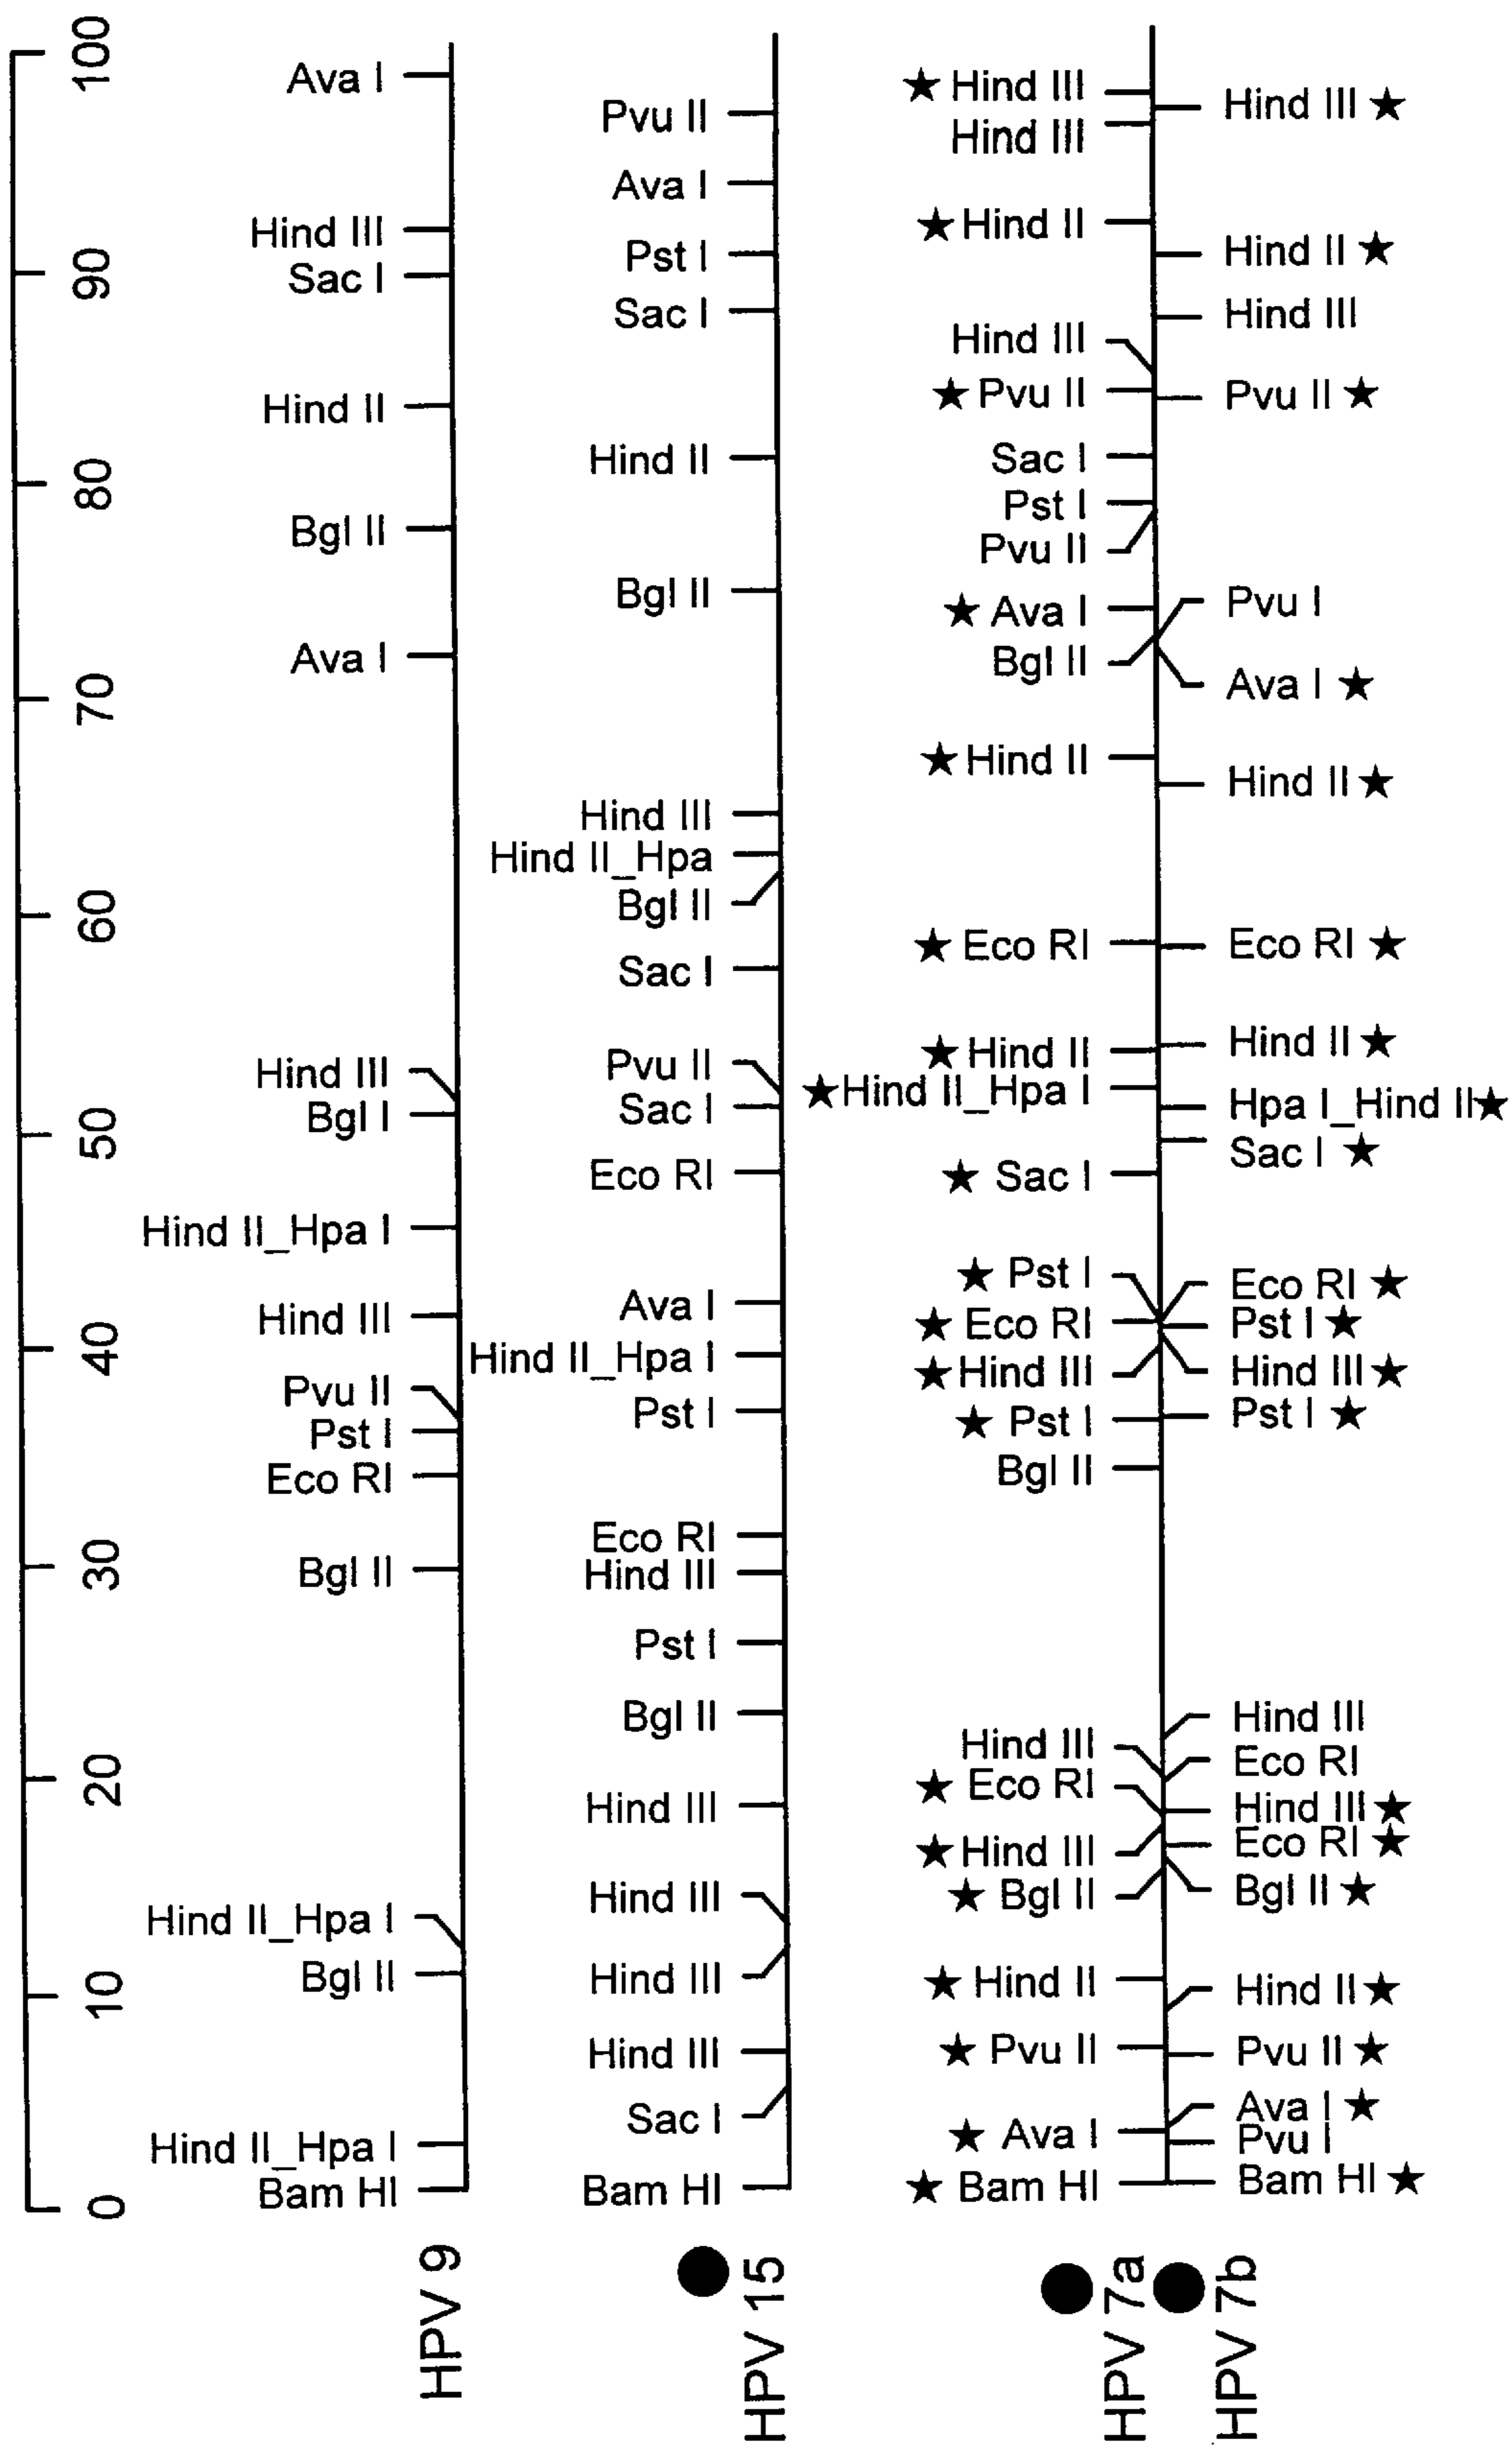 100
90
80
70
60
50
40
30
20
10
0
Ava I
Hind III
Sac I
Hind II
Bgl II
Ava I
Hind III
Bgl I
Hind II_Hpa I
Hind III
Pvu II
Pst I
Eco RI
Bgl II
Hind II_Hpa I
Bgl II
Hind II_Hpa I
Bam HI
HPV 9
Pvu II
Ava I
Pst I
Sac I
Hind II
Bgl II
Hind III
Hind II_Hpa
Bgl II
Sac I
Pvu II
Sac I
Eco RI
Ava I
Hind II_Hpa I
Pst I
Eco RI
Hind III
Pst I
Bgl II
Hind III
Hind III
Hind III
Hind III
Sac I
Bam HI
● HPV 15
★ Hind III
Hind III
★ Hind II
Hind III
★ Pvu II
Sac I
Pst I
Pvu II
★ Ava I
Bgl II
★ Hind II
★ Eco RI
★ Hind II
★ Hind II_Hpa I
★ Sac I
★ Pst I
★ Eco RI
★ Hind III
★ Pst I
Bgl II
Hind III
★ Eco RI
★ Hind III
★ Bgl II
★ Hind II
★ Pvu II
★ Ava I
★ Bam HI
● HPV 7a
Hind III ★
Hind II ★
Hind III
Pvu II ★
Pvu I
Ava I ★
Hind II ★
Eco RI ★
Hind II ★
Hpa I_Hind II ★
Sac I ★
Eco RI ★
Pst I ★
Hind III ★
Pst I ★
Hind III
Eco RI
Hind III ★
Eco RI ★
Bgl II ★
Hind II ★
Pvu II ★
Ava I ★
Pvu I
Bam HI ★
● HPV 7b